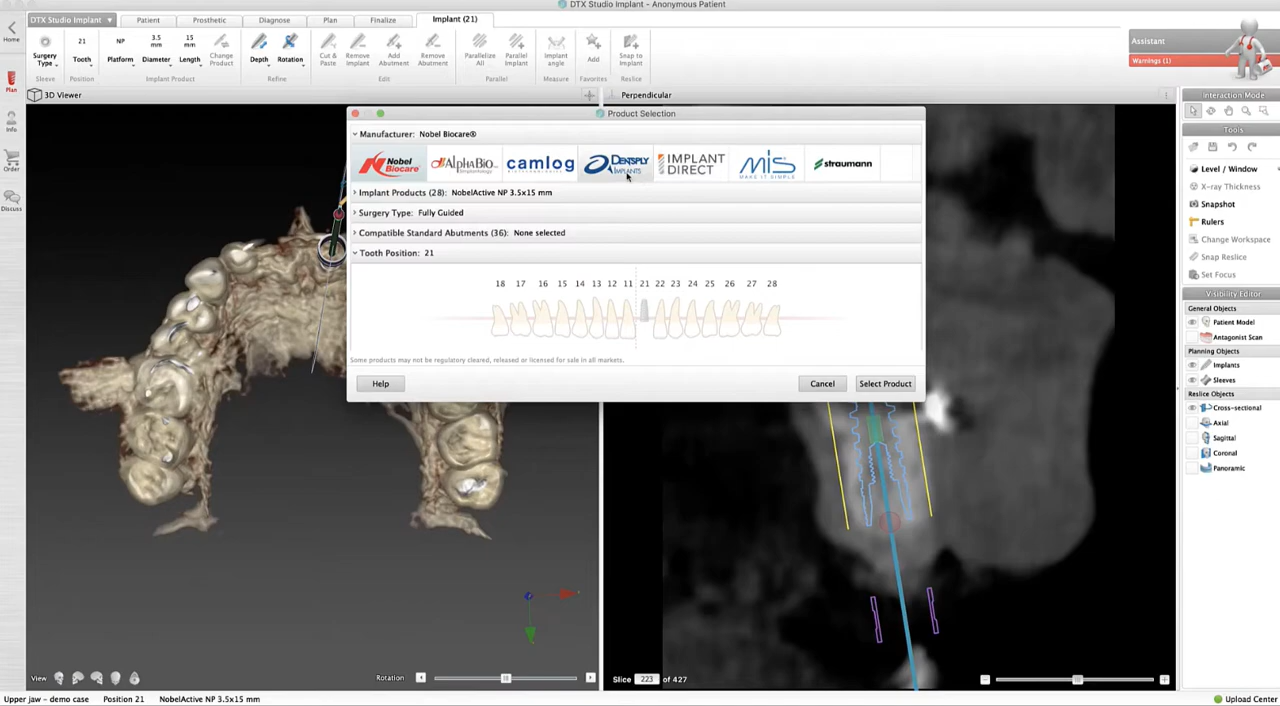 DTX Studio Implant - Anonymous Patient
DTX Studio Implant ▼
Patient
Prosthetic
Diagnose
Plan
Finalize
Implant (21)
Home
Plan
Info
Order
Discuss
Surgery Type
21
Tooth
NP
Platform
3.5 mm
Diameter
15 mm
Length
Change Product
Depth
Rotation
Cut & Paste
Remove Implant
Add Abutment
Remove Abutment
Parallelize All
Parallel Implant
Implant angle
Add
Snap to Implant
Sleeve
Position
Implant Product
Refine
Edit
Parallel
Measure
Favorites
Reslice
Assistant
Warnings (1)
3D Viewer
Perpendicular
Product Selection
Manufacturer: Nobel Biocare®
Nobel Biocare
AlphaBio
camlog
DENTSPLY IMPLANTS
IMPLANT DIRECT
MIS MAKE IT SIMPLE
straumann
Implant Products (28): NobelActive NP 3.5x15 mm
Surgery Type: Fully Guided
Compatible Standard Abutments (36): None selected
Tooth Position: 21
18 17 16 15 14 13 12 11 21 22 23 24 25 26 27 28
Some products may not be regulatory cleared, released or licensed for sale in all markets.
Help
Cancel
Select Product
Interaction Mode
Tools
Level / Window
X-ray Thickness
Snapshot
Rulers
Change Workspace
Snap Reslice
Set Focus
Visibility Editor
General Objects
Patient Model
Antagonist Scan
Planning Objects
Implants
Sleeves
Reslice Objects
Cross-sectional
Axial
Sagittal
Coronal
Panoramic
View
Rotation
Slice 223 of 427
Upper jaw - demo case
Position 21
NobelActive NP 3.5x15 mm
Upload Center